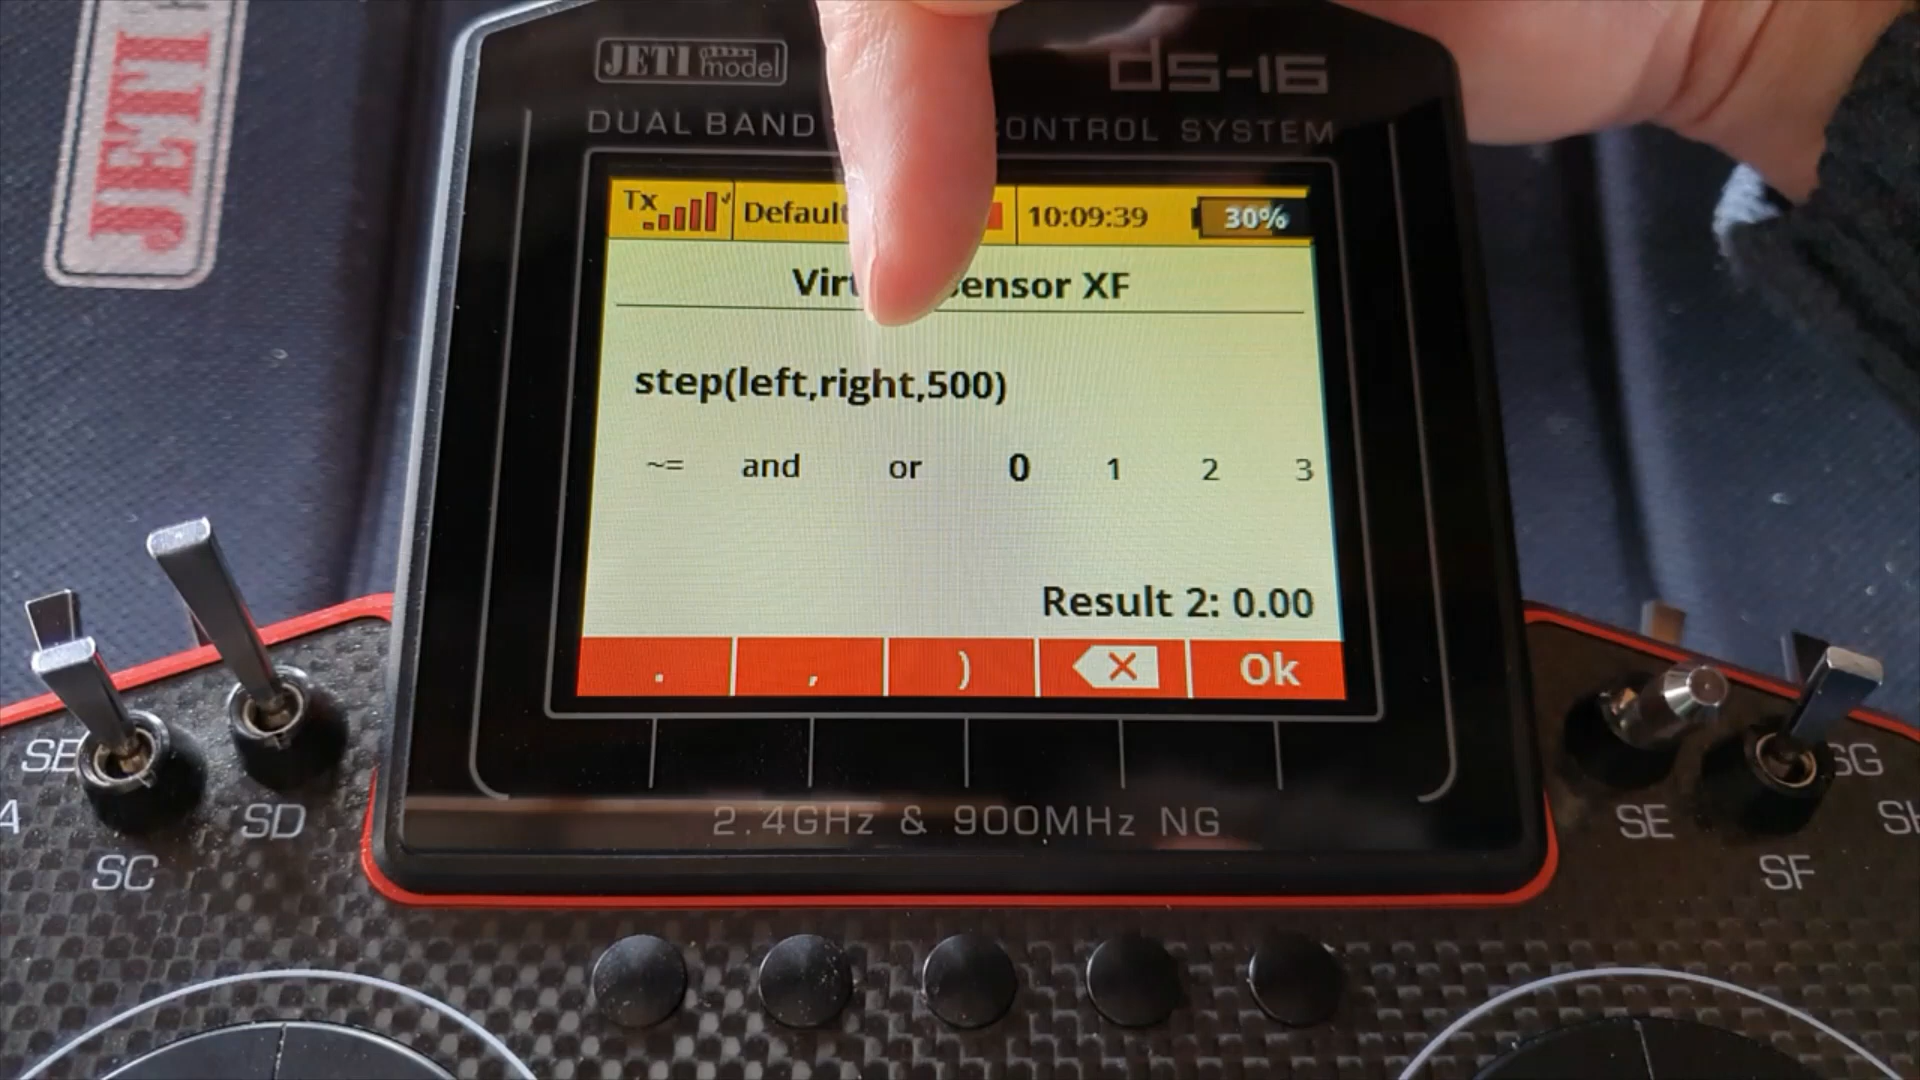 JETI
JETI model
ds-16
DUAL BAND CONTROL SYSTEM
Tx Default 10:09:39 30%
Sensor XF
step(left,right,500)
~= and or 0 1 2 3
Result 2: 0.00
. , ) Ok
2.4GHz & 900MHz NG
SD
SC
SE
SF
SG